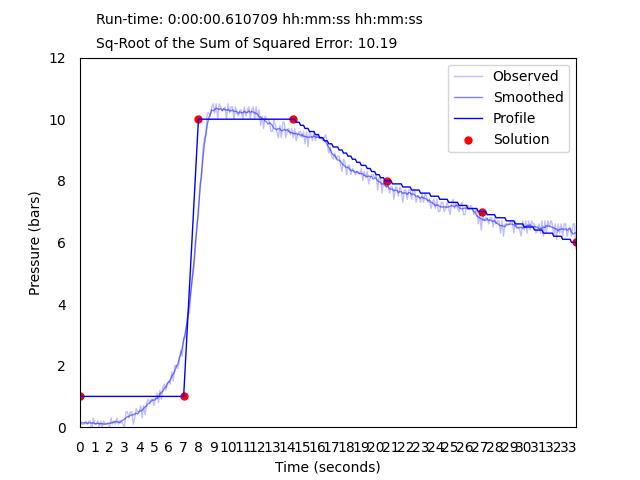 Run-time: 0:00:00.610709 hh:mm:ss hh:mm:ss
Sq-Root of the Sum of Squared Error: 10.19
12
10
8
6
4
2
0
Pressure (bars)
Observed
Smoothed
Profile
Solution
0 1 2 3 4 5 6 7 8 9 10 11 12 13 14 15 16 17 18 19 20 21 22 23 24 25 26 27 28 29 30 31 32 33
Time (seconds)